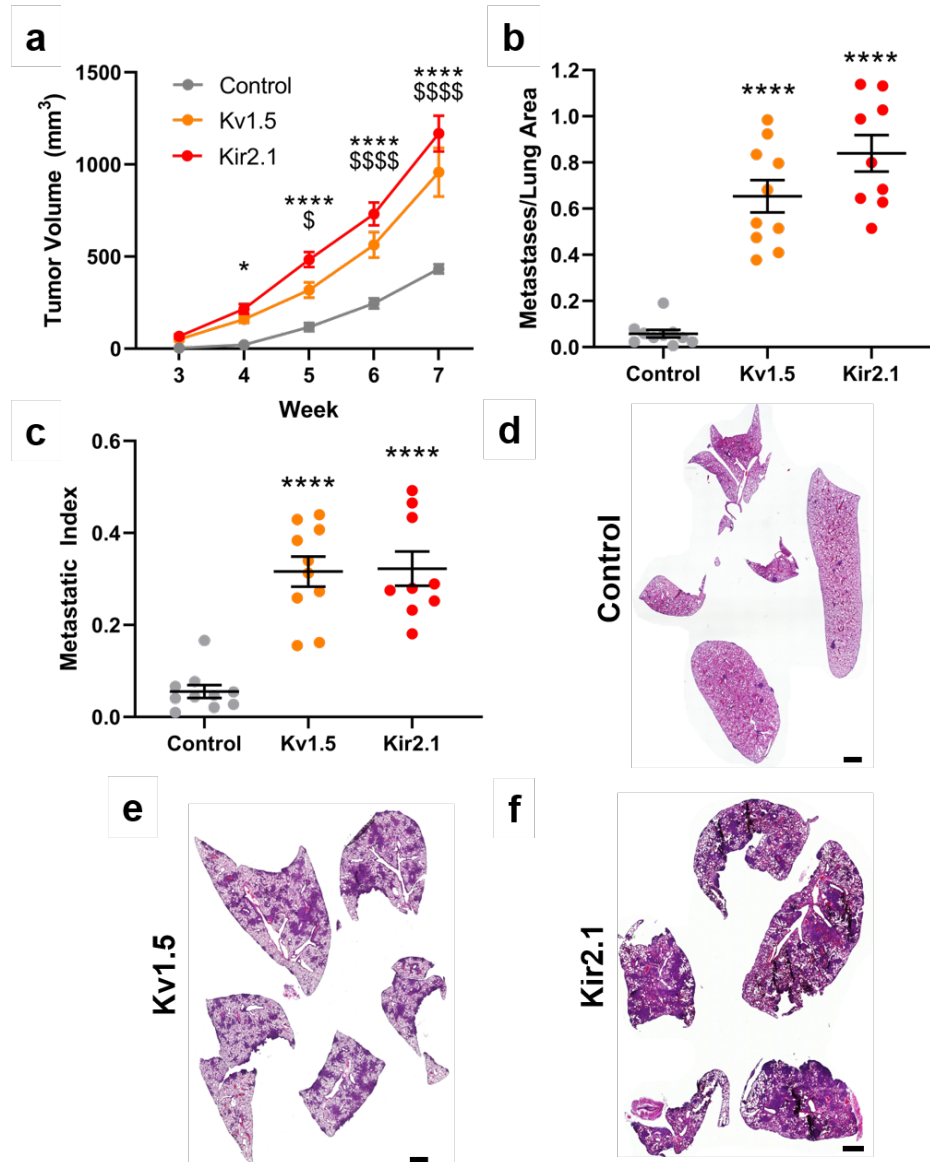 a
1500
1000
500
0
Tumor Volume (mm³)
Control
Kv1.5
Kir2.1
*
****
$
****
$$$$
****
$$$$
3 4 5 6 7
Week
b
1.2
1.0
0.8
0.6
0.4
0.2
0.0
Metastases/Lung Area
****
****
Control Kv1.5 Kir2.1
c
0.6
0.4
0.2
0.0
Metastatic Index
****
****
Control Kv1.5 Kir2.1
d
Control
e
Kv1.5
f
Kir2.1